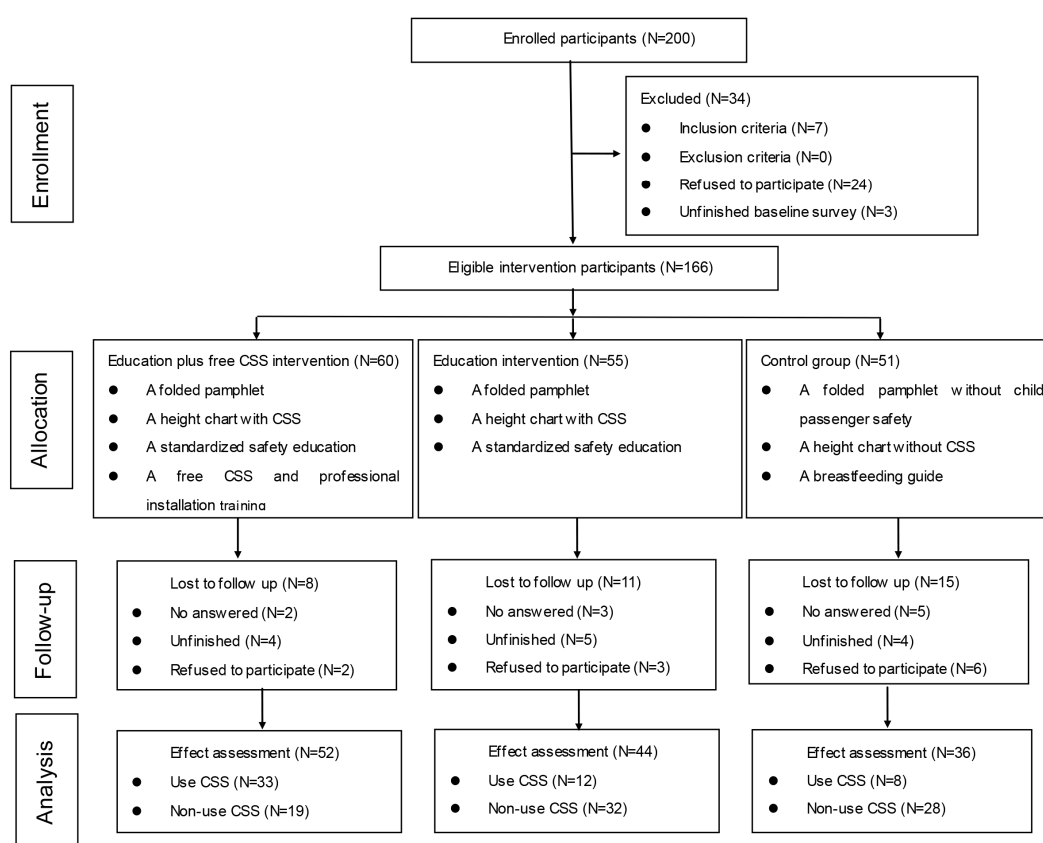 Enrolled participants (N=200)
Enrollment
Excluded (N=34)
● Inclusion criteria (N=7)
● Exclusion criteria (N=0)
● Refused to participate (N=24)
● Unfinished baseline survey (N=3)
Eligible intervention participants (N=166)
Allocation
Education plus free CSS intervention (N=60)
● A folded pamphlet
● A height chart with CSS
● A standardized safety education
● A free CSS and professional
installation training
Education intervention (N=55)
● A folded pamphlet
● A height chart with CSS
● A standardized safety education
Control group (N=51)
● A folded pamphlet without child
passenger safety
● A height chart without CSS
● A breastfeeding guide
Follow-up
Lost to follow up (N=8)
● No answered (N=2)
● Unfinished (N=4)
● Refused to participate (N=2)
Lost to follow up (N=11)
● No answered (N=3)
● Unfinished (N=5)
● Refused to participate (N=3)
Lost to follow up (N=15)
● No answered (N=5)
● Unfinished (N=4)
● Refused to participate (N=6)
Analysis
Effect assessment (N=52)
● Use CSS (N=33)
● Non-use CSS (N=19)
Effect assessment (N=44)
● Use CSS (N=12)
● Non-use CSS (N=32)
Effect assessment (N=36)
● Use CSS (N=8)
● Non-use CSS (N=28)